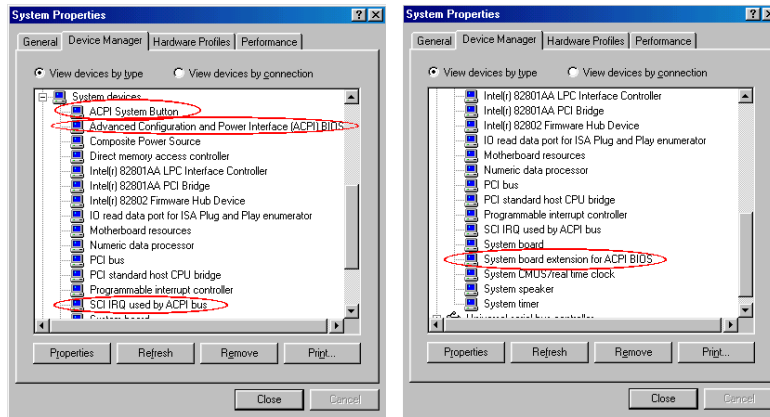 System Properties
General Device Manager Hardware Profiles Performance
View devices by type View devices by connection
System devices
ACPI System Button
Advanced Configuration and Power Interface (ACPI) BIOS
Composite Power Source
Direct memory access controller
Intel(r) 82801AA LPC Interface Controller
Intel(r) 82801AA PCI Bridge
Intel(r) 82802 Firmware Hub Device
IO read data port for ISA Plug and Play enumerator
Motherboard resources
Numeric data processor
PCI bus
PCI standard host CPU bridge
Programmable interrupt controller
SCI IRQ used by ACPI bus
System board
Properties Refresh Remove Print...
Close Cancel
System Properties
General Device Manager Hardware Profiles Performance
View devices by type View devices by connection
Intel(r) 82801AA LPC Interface Controller
Intel(r) 82801AA PCI Bridge
Intel(r) 82802 Firmware Hub Device
IO read data port for ISA Plug and Play enumerator
Motherboard resources
Numeric data processor
PCI bus
PCI standard host CPU bridge
Programmable interrupt controller
SCI IRQ used by ACPI bus
System board
System board extension for ACPI BIOS
System CMOS/real time clock
System speaker
System timer
Universal serial bus controller
Properties Refresh Remove Print...
Close Cancel